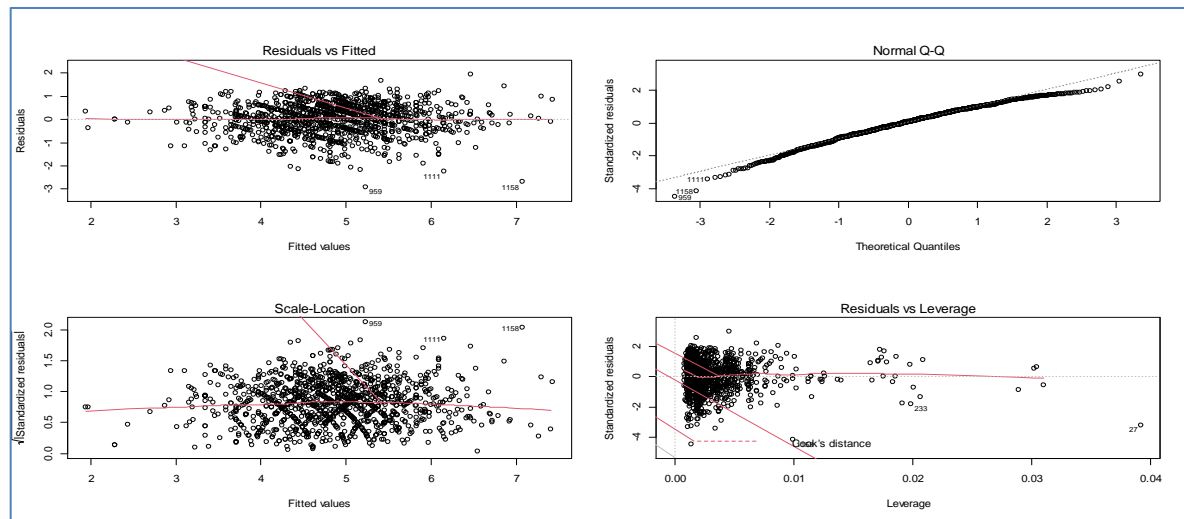 Residuals vs Fitted
Residuals
2
1
0
-1
-2
-3
1111
959
1158
2 3 4 5 6 7
Fitted values
Normal Q-Q
Standardized residuals
2
0
-2
-4
1111
1158
959
-3 -2 -1 0 1 2 3
Theoretical Quantiles
Scale-Location
√|Standardized residuals|
2.0
1.5
1.0
0.5
0.0
959
1158
1111
2 3 4 5 6 7
Fitted values
Residuals vs Leverage
Standardized residuals
2
0
-2
-4
233
27
Cook's distance
0.00 0.01 0.02 0.03 0.04
Leverage